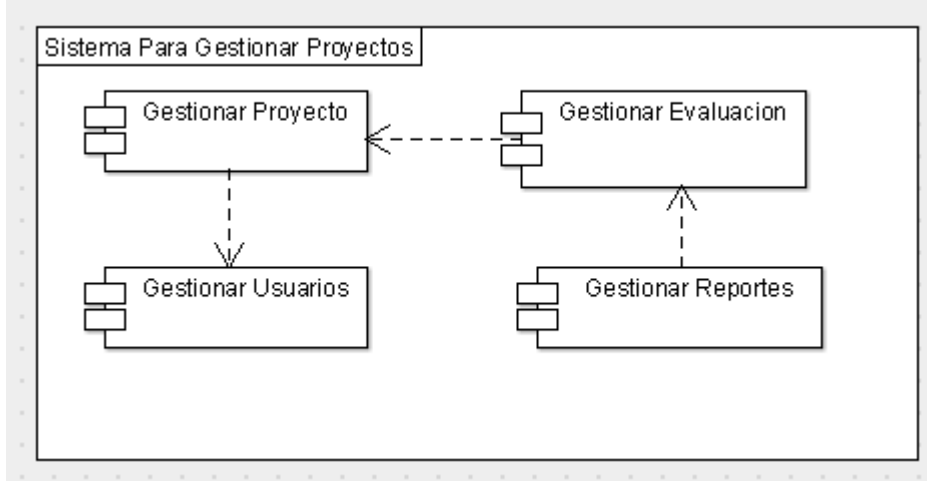 Sistema Para Gestionar Proyectos
Gestionar Proyecto
Gestionar Evaluacion
Gestionar Usuarios
Gestionar Reportes